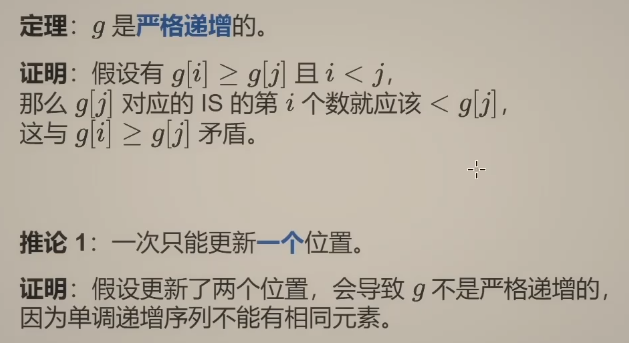 定理：g 是严格递增的。
证明：假设有 g[i] ≥ g[j] 且 i < j，
那么 g[j] 对应的 IS 的第 i 个数就应该 < g[j]，
这与 g[i] ≥ g[j] 矛盾。
推论 1：一次只能更新一个位置。
证明：假设更新了两个位置，会导致 g 不是严格递增的，
因为单调递增序列不能有相同元素。